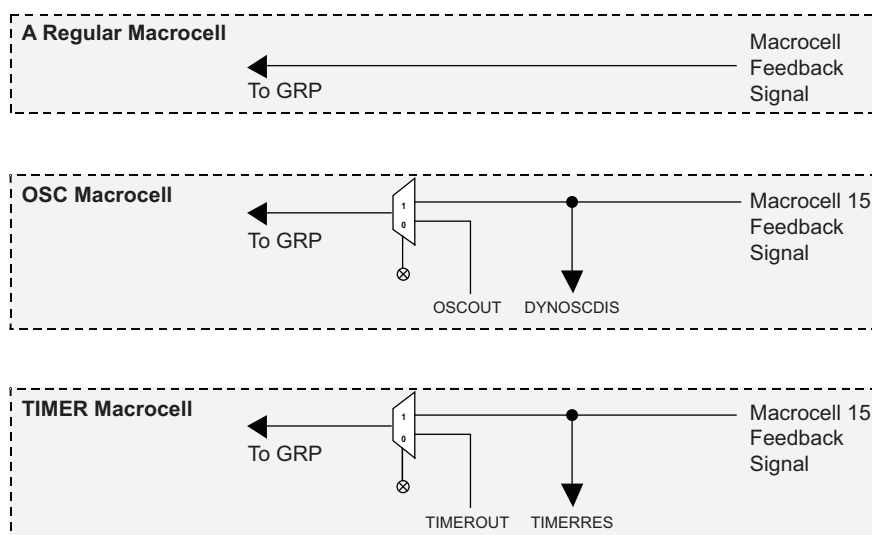 A Regular Macrocell
To GRP
Macrocell
Feedback
Signal
OSC Macrocell
To GRP
1
0
OSCOUT
DYNOSCDIS
Macrocell 15
Feedback
Signal
TIMER Macrocell
To GRP
1
0
TIMEROUT
TIMERRES
Macrocell 15
Feedback
Signal